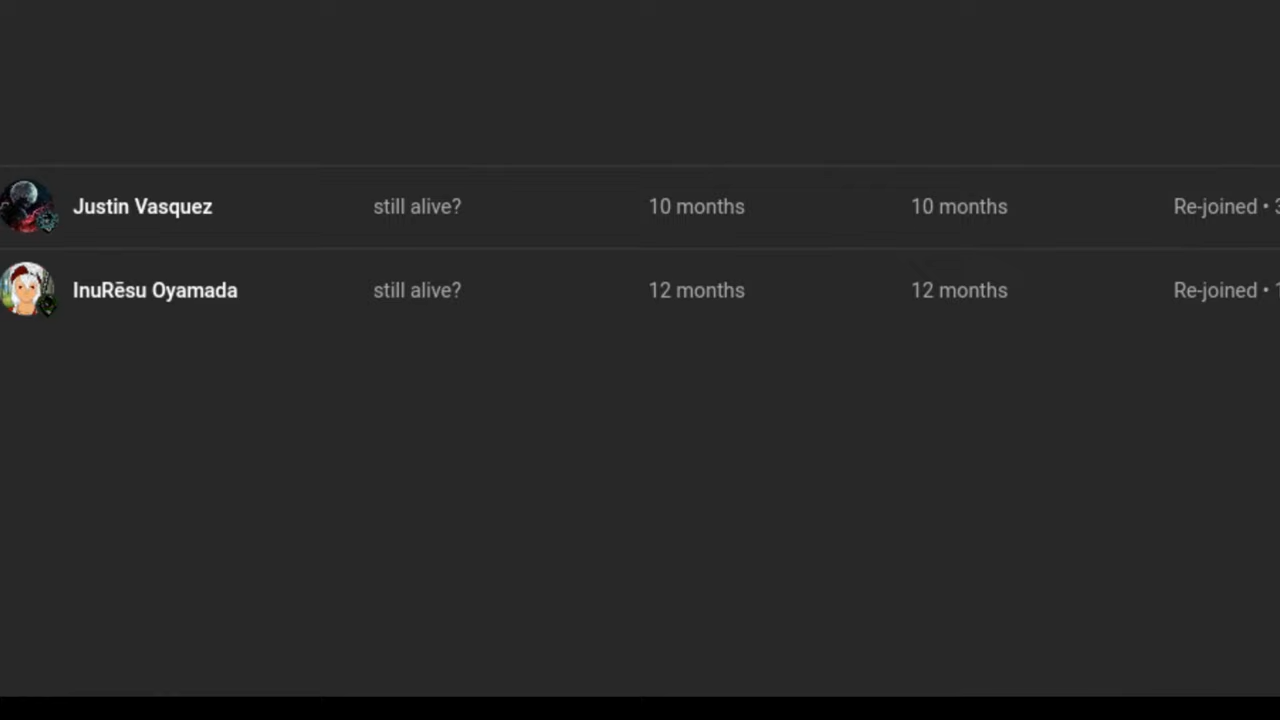 Justin Vasquez still alive? 10 months 10 months Re-joined •
InuRēsu Oyamada still alive? 12 months 12 months Re-joined •